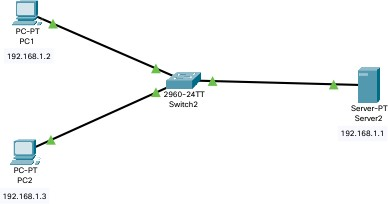 PC-PT
PC1
192.168.1.2
2960-24TT
Switch2
Server-PT
Server2
192.168.1.1
PC-PT
PC2
192.168.1.3